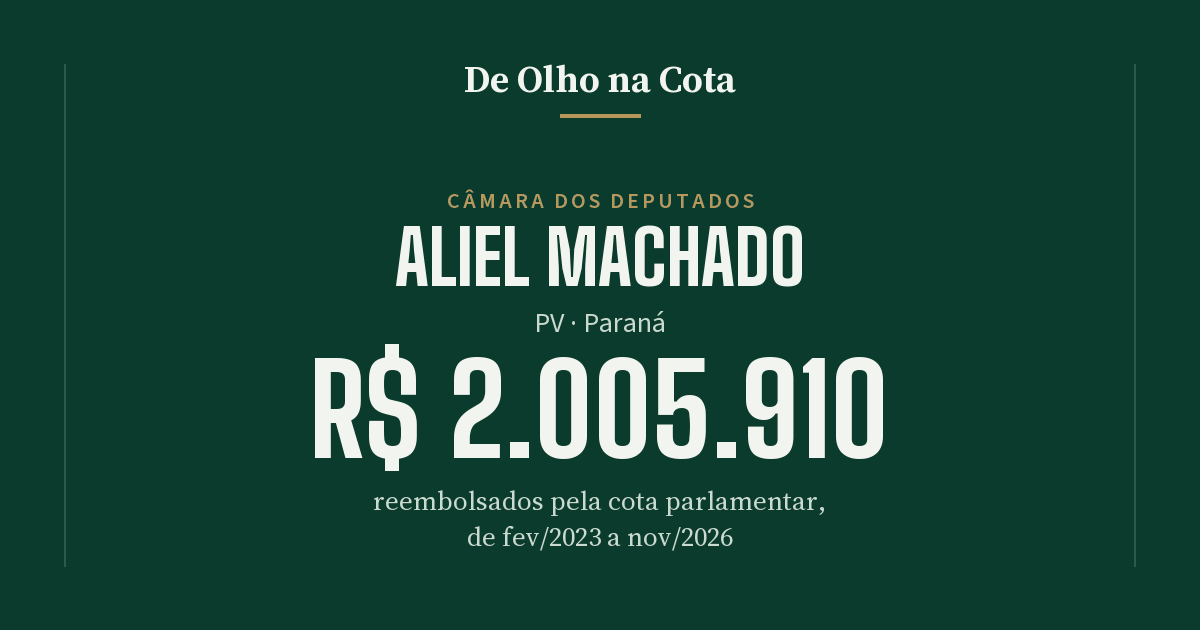 De Olho na Cota
CÂMARA DOS DEPUTADOS
ALIEL MACHADO
PV · Paraná
R$ 2.005.910
reembolsados pela cota parlamentar,
de fev/2023 a nov/2026